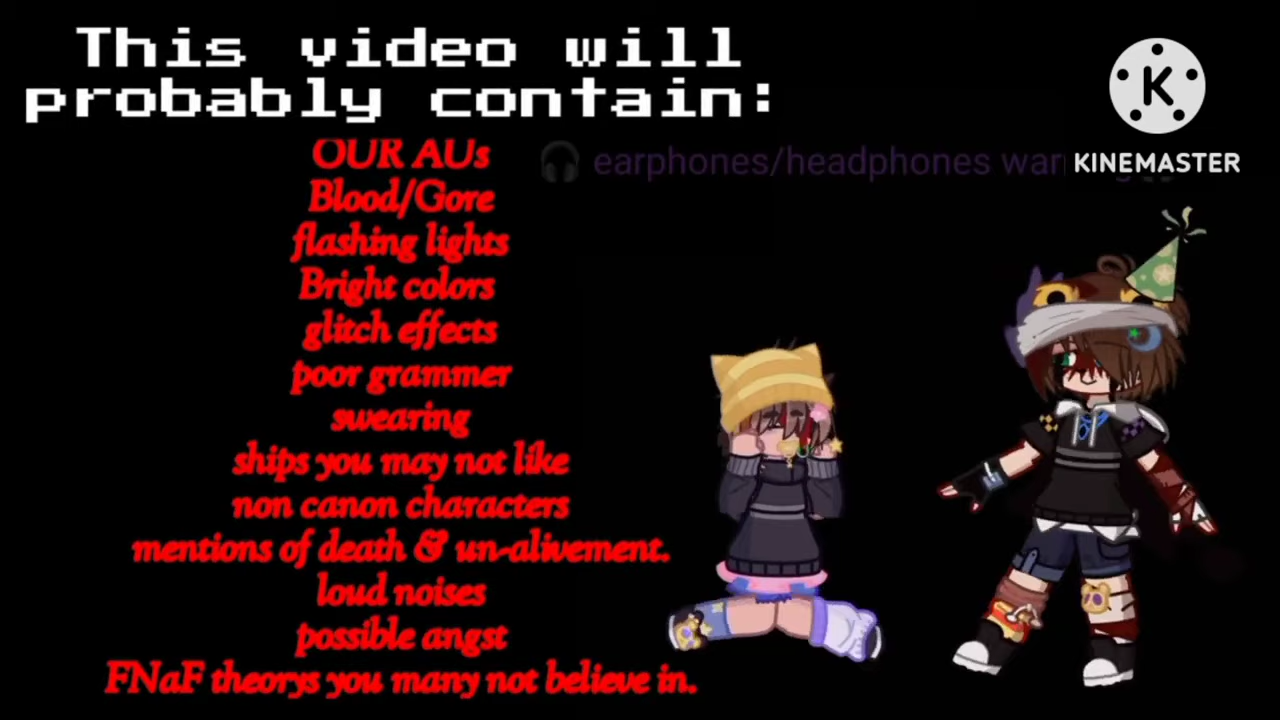 This video will
probably contain:
K
KINEMASTER
OUR AUs
earphones/headphones
Blood/Gore
flashing lights
Bright colors
glitch effects
poor grammer
swearing
ships you may not like
non canon characters
mentions of death & un-alivement.
loud noises
possible angst
FNaF theorys you many not believe in.